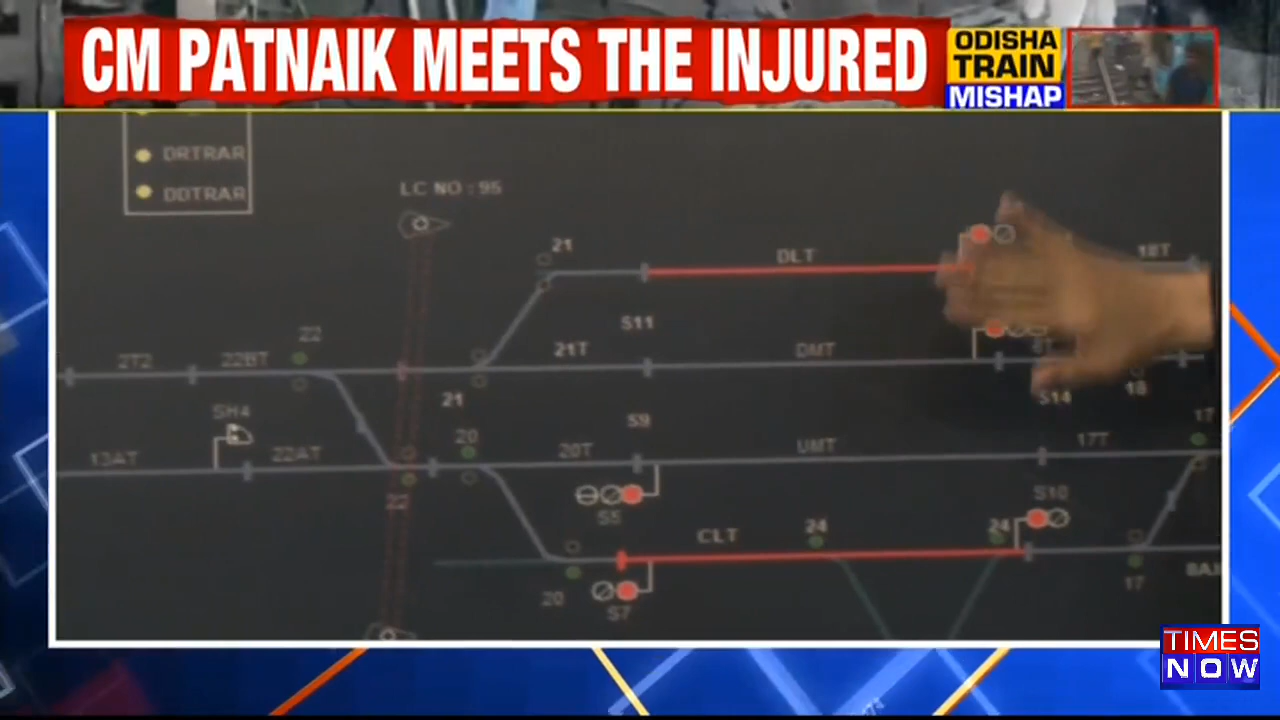 CM PATNAIK MEETS THE INJURED
ODISHA
TRAIN
MISHAP
DRTRAR
DDTRAR
LC NO : 95
21
DLT
18T
S11
22
2T2
22BT
21T
DMT
21
18
S14
SH4
S9
17
20
13AT
22AT
20T
UMT
17T
22
S5
S10
CLT
24
24
20
S7
17
TIMES
NOW